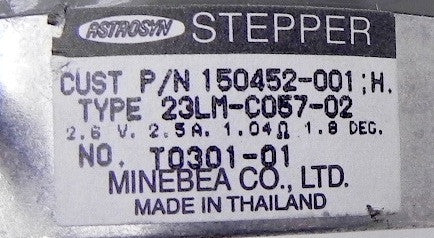 ASTROSYN STEPPER
CUST P/N 150452-001;H.
TYPE 23LM-C057-02
2.6 V. 2.5A. 1.04Ω 1.8 DEG.
NO. T0301-01
MINEBEA CO., LTD.
MADE IN THAILAND